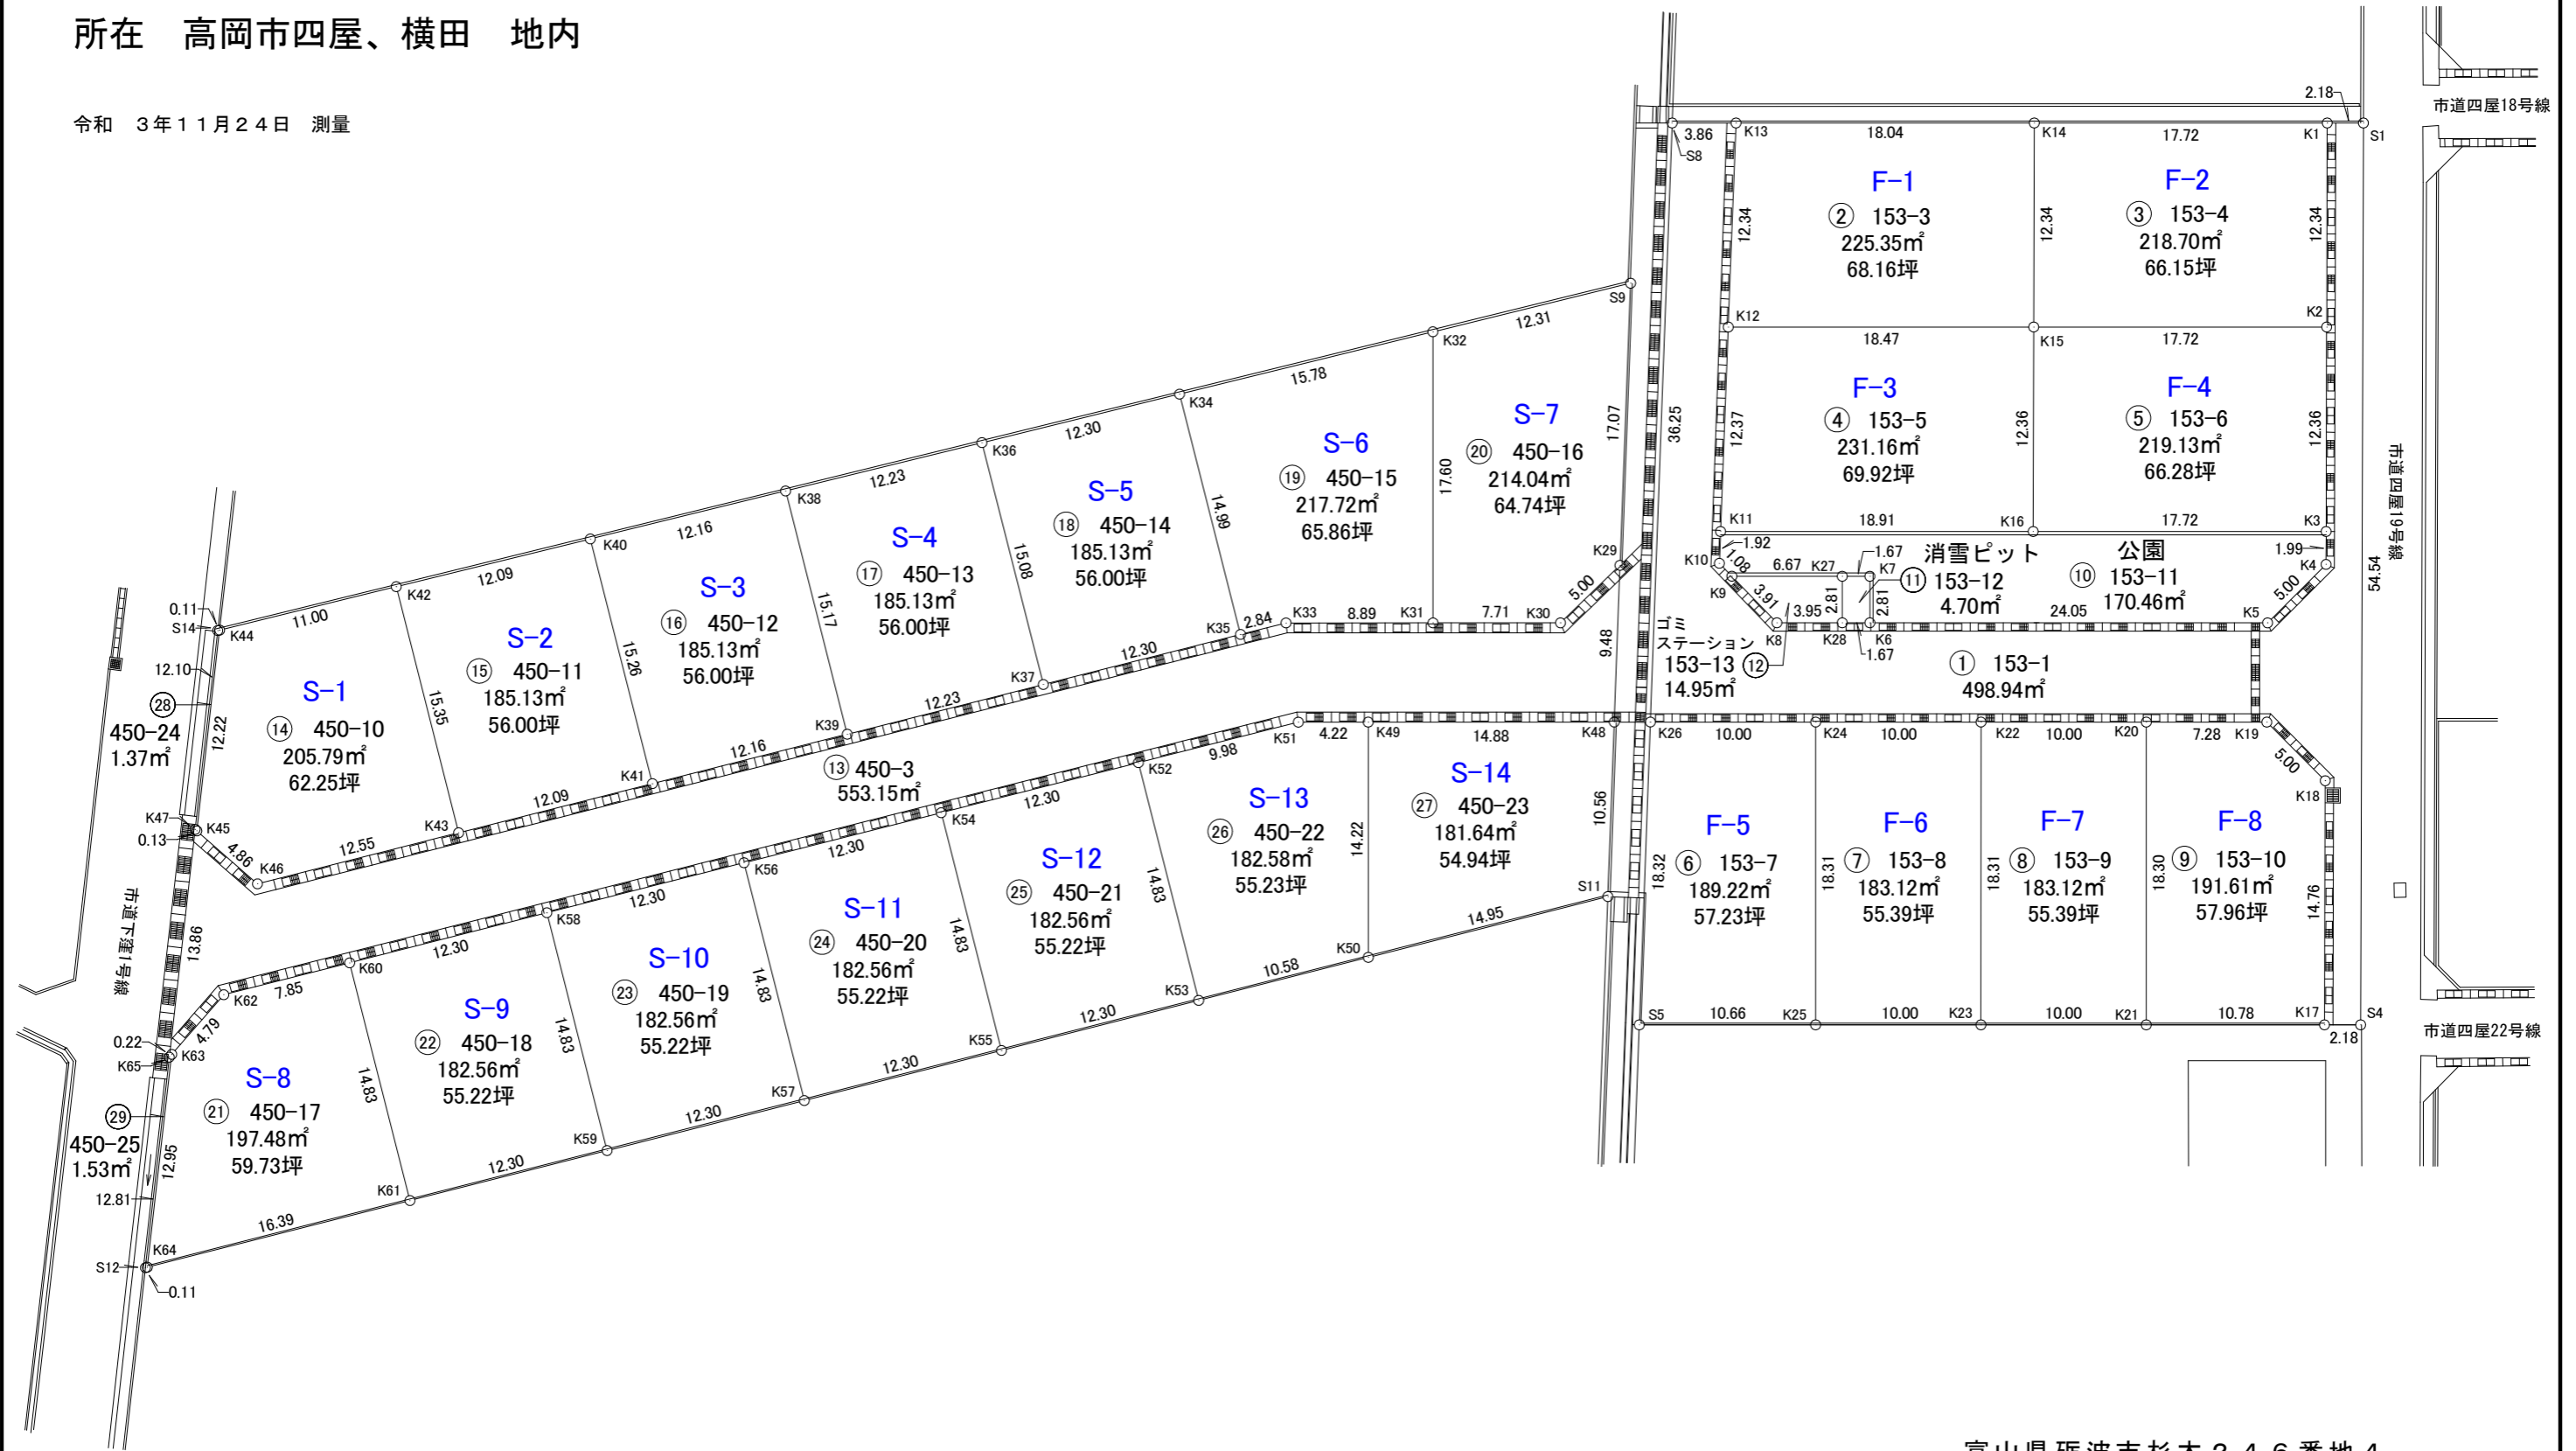 所在　高岡市四屋、横田　地内
令和　３年１１月２４日　測量
市道四屋18号線
市道四屋19号線
市道四屋22号線
市道下窪1号線
F-1
② 153-3
225.35㎡
68.16坪
F-2
③ 153-4
218.70㎡
66.15坪
F-3
④ 153-5
231.16㎡
69.92坪
F-4
⑤ 153-6
219.13㎡
66.28坪
消雪ピット
⑪ 153-12
4.70㎡
公園
⑩ 153-11
170.46㎡
ゴミ
ステーション
153-13 ⑫
14.95㎡
① 153-1
498.94㎡
F-5
⑥ 153-7
189.22㎡
57.23坪
F-6
⑦ 153-8
183.12㎡
55.39坪
F-7
⑧ 153-9
183.12㎡
55.39坪
F-8
⑨ 153-10
191.61㎡
57.96坪
S-1
⑭ 450-10
205.79㎡
62.25坪
S-2
⑮ 450-11
185.13㎡
56.00坪
S-3
⑯ 450-12
185.13㎡
56.00坪
S-4
⑰ 450-13
185.13㎡
56.00坪
S-5
⑱ 450-14
185.13㎡
56.00坪
S-6
⑲ 450-15
217.72㎡
65.86坪
S-7
⑳ 450-16
214.04㎡
64.74坪
⑬ 450-3
553.15㎡
S-8
㉑ 450-17
197.48㎡
59.73坪
S-9
㉒ 450-18
182.56㎡
55.22坪
S-10
㉓ 450-19
182.56㎡
55.22坪
S-11
㉔ 450-20
182.56㎡
55.22坪
S-12
㉕ 450-21
182.56㎡
55.22坪
S-13
㉖ 450-22
182.58㎡
55.23坪
S-14
㉗ 450-23
181.64㎡
54.94坪
㉘
450-24
1.37㎡
㉙
450-25
1.53㎡
2.18
3.86
K13
18.04
K14
17.72
K1
S1
S8
12.34
12.34
12.34
K12
18.47
K15
17.72
K2
36.25
12.37
12.36
12.36
K11
18.91
K16
17.72
K3
54.54
1.92
1.08
K10
6.67
K27
1.67
K7
1.99
K4
K9
3.91
3.95
2.81
2.81
24.05
5.00
K5
K8
K28
K6
1.67
K26
10.00
K24
10.00
K22
10.00
K20
7.28
K19
5.00
K18
18.32
18.31
18.31
18.30
14.76
S5
10.66
K25
10.00
K23
10.00
K21
10.78
K17
S4
2.18
S9
12.31
K32
15.78
K34
12.30
K36
12.23
K38
12.16
K40
12.09
K42
11.00
0.11
S14
K44
17.07
17.60
14.99
15.08
15.17
15.26
15.35
12.10
12.22
K29
5.00
K30
7.71
K31
8.89
K33
2.84
K35
12.30
K37
12.23
K39
12.16
K41
12.09
K43
12.55
K46
4.86
K45
K47
0.13
9.48
13.86
K48
14.88
K49
4.22
K51
9.98
K52
12.30
K54
12.30
K56
12.30
K58
12.30
K60
7.85
K62
4.79
0.22
K63
K65
10.56
14.22
14.83
14.83
14.83
14.83
14.83
S11
14.95
K50
10.58
K53
12.30
K55
12.30
K57
12.30
K59
12.30
K61
16.39
12.95
12.81
K64
S12
0.11